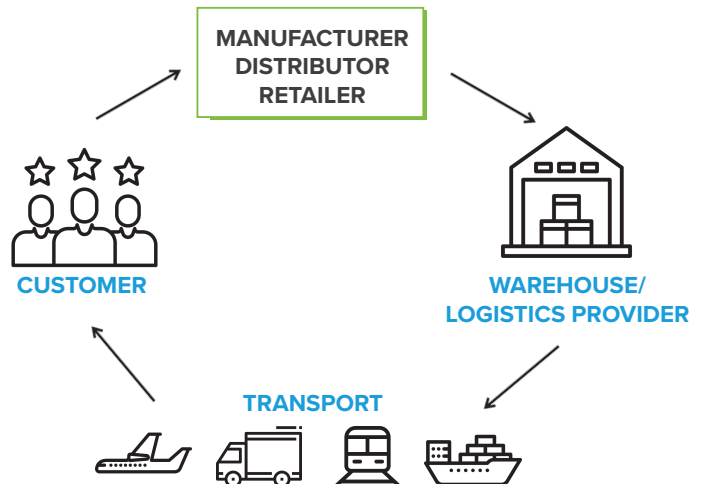 MANUFACTURER
DISTRIBUTOR
RETAILER
CUSTOMER
WAREHOUSE/
LOGISTICS PROVIDER
TRANSPORT